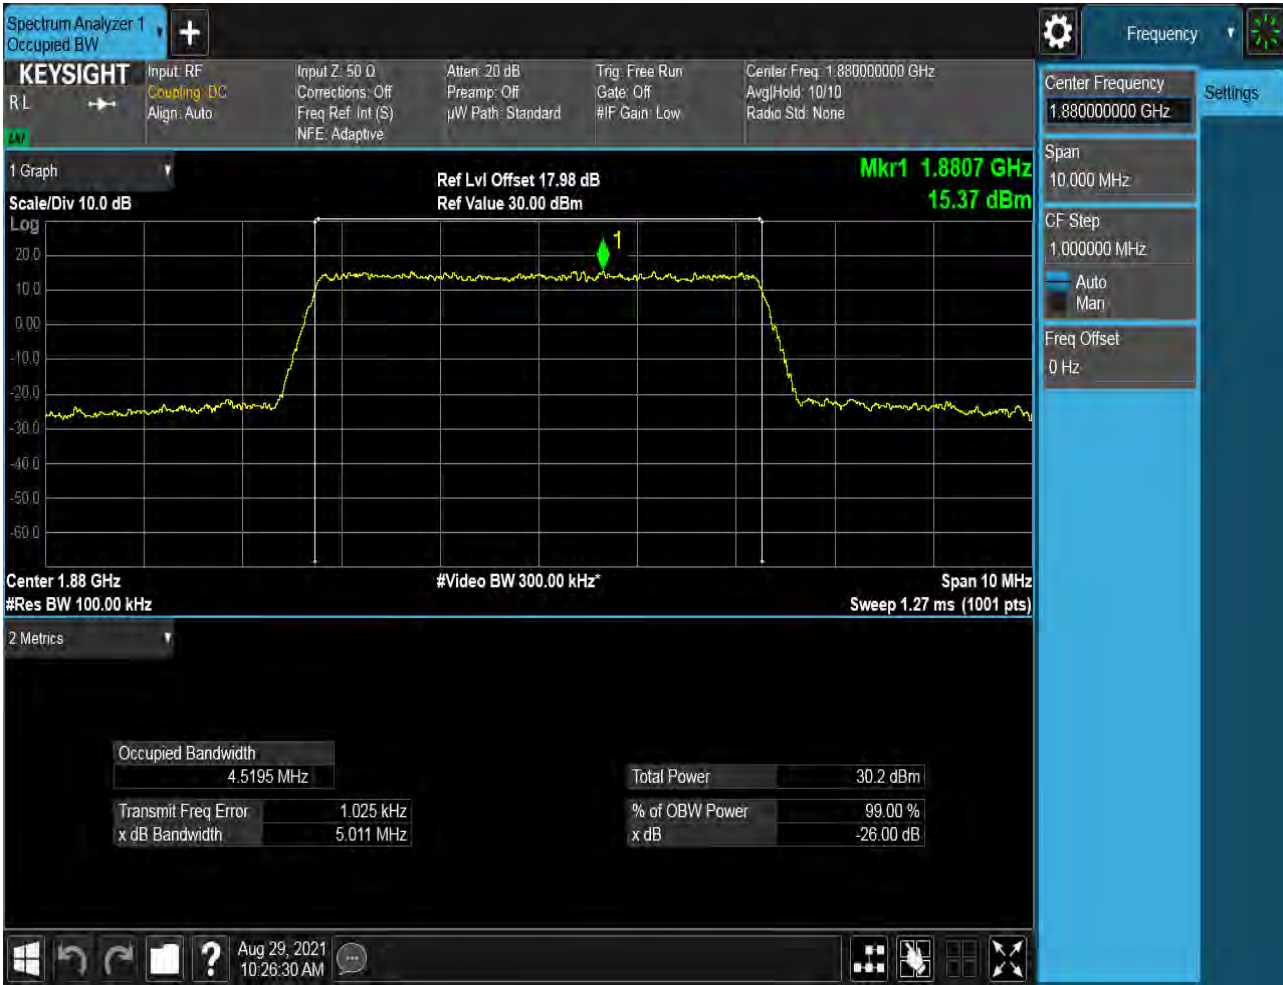 Spectrum Analyzer 1
Occupied BW
+
Frequency
KEYSIGHT
R L
LXI
Input: RF
Coupling: DC
Align: Auto
Input Z: 50 Ω
Corrections: Off
Freq Ref: Int (S)
NFE: Adaptive
Atten: 20 dB
Preamp: Off
µW Path: Standard
Trig: Free Run
Gate: Off
#IF Gain: Low
Center Freq: 1.880000000 GHz
Avg|Hold: 10/10
Radio Std: None
Center Frequency
1.880000000 GHz
Settings
Span
10.000 MHz
CF Step
1.000000 MHz
Auto
Man
Freq Offset
0 Hz
1 Graph
Scale/Div 10.0 dB
Ref Lvl Offset 17.98 dB
Ref Value 30.00 dBm
Mkr1 1.8807 GHz
15.37 dBm
Log
20.0
10.0
0.00
-10.0
-20.0
-30.0
-40.0
-50.0
-60.0
1
Center 1.88 GHz
#Res BW 100.00 kHz
#Video BW 300.00 kHz*
Span 10 MHz
Sweep 1.27 ms (1001 pts)
2 Metrics
Occupied Bandwidth
4.5195 MHz
Transmit Freq Error 1.025 kHz
x dB Bandwidth 5.011 MHz
Total Power 30.2 dBm
% of OBW Power 99.00 %
x dB -26.00 dB
?
Aug 29, 2021
10:26:30 AM